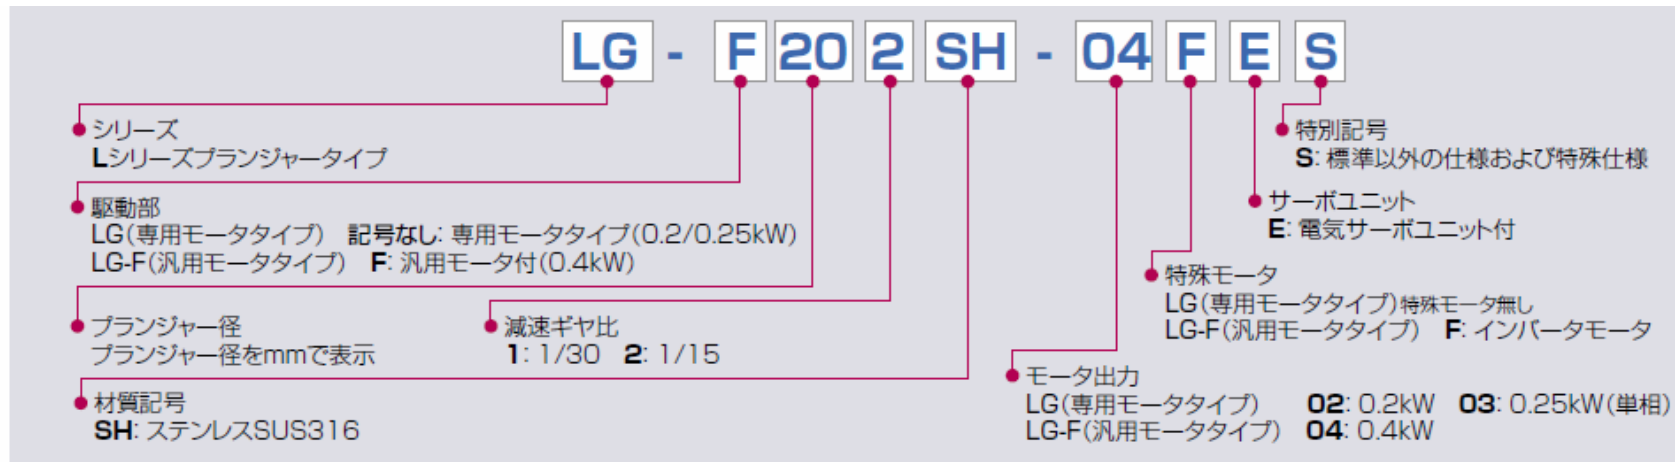 LG - F 20 2 SH - 04 F E S
シリーズ
Lシリーズプランジャータイプ
駆動部
LG(専用モータタイプ) 記号なし: 専用モータタイプ(0.2/0.25kW)
LG-F(汎用モータタイプ) F: 汎用モータ付(0.4kW)
プランジャー径
プランジャー径をmmで表示
減速ギヤ比
1: 1/30 2: 1/15
材質記号
SH: ステンレスSUS316
特別記号
S: 標準以外の仕様および特殊仕様
サーボユニット
E: 電気サーボユニット付
特殊モータ
LG(専用モータタイプ)特殊モータ無し
LG-F(汎用モータタイプ) F: インバータモータ
モータ出力
LG(専用モータタイプ) 02: 0.2kW 03: 0.25kW(単相)
LG-F(汎用モータタイプ) 04: 0.4kW